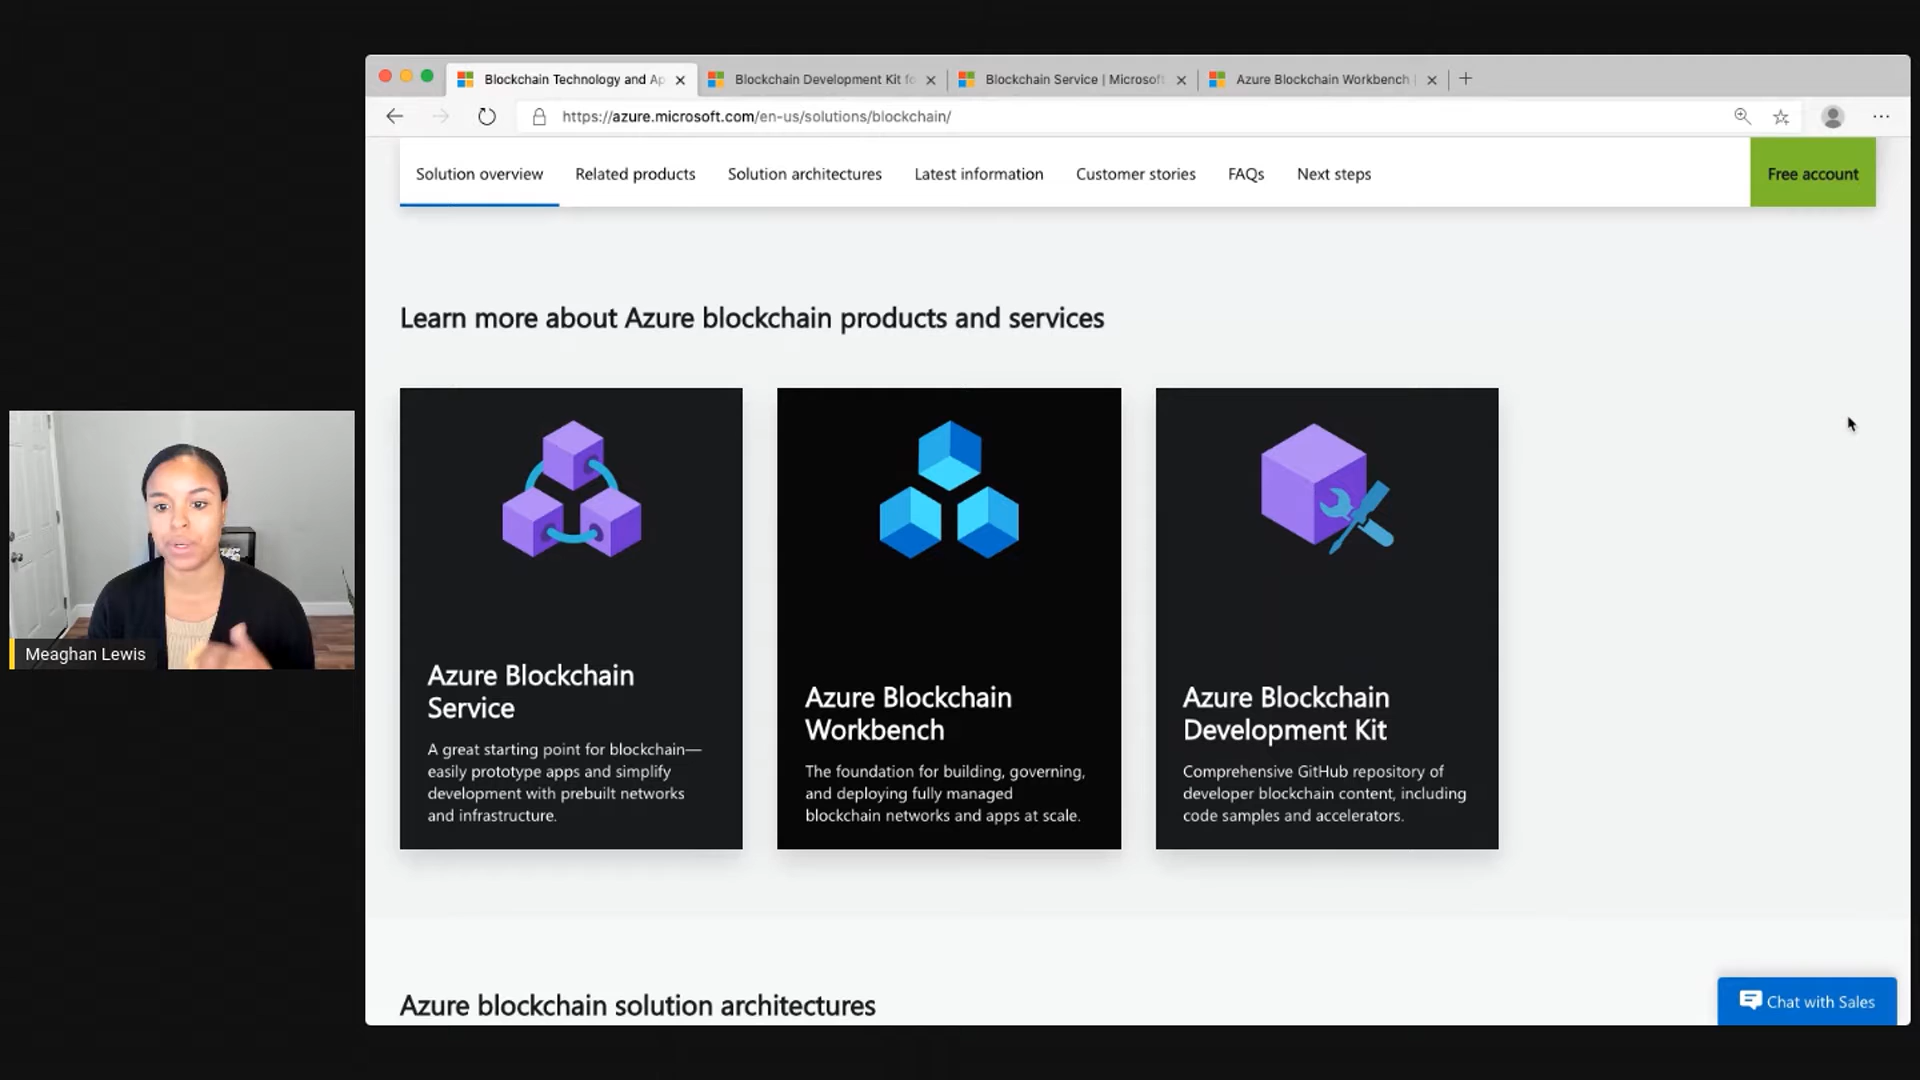 Blockchain Technology and Ap
Blockchain Development Kit fo
Blockchain Service | Microsoft
Azure Blockchain Workbench |
https://azure.microsoft.com/en-us/solutions/blockchain/
Solution overview
Related products
Solution architectures
Latest information
Customer stories
FAQs
Next steps
Free account
Learn more about Azure blockchain products and services
Azure Blockchain
Service
A great starting point for blockchain—
easily prototype apps and simplify
development with prebuilt networks
and infrastructure.
Azure Blockchain
Workbench
The foundation for building, governing,
and deploying fully managed
blockchain networks and apps at scale.
Azure Blockchain
Development Kit
Comprehensive GitHub repository of
developer blockchain content, including
code samples and accelerators.
Meaghan Lewis
Azure blockchain solution architectures
Chat with Sales